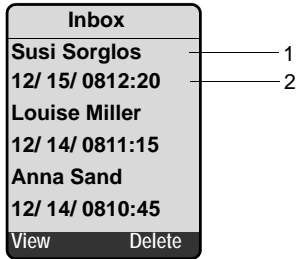 Inbox
Susi Sorglos 1
12/ 15/ 0812:20 2
Louise Miller
12/ 14/ 0811:15
Anna Sand
12/ 14/ 0810:45
View Delete